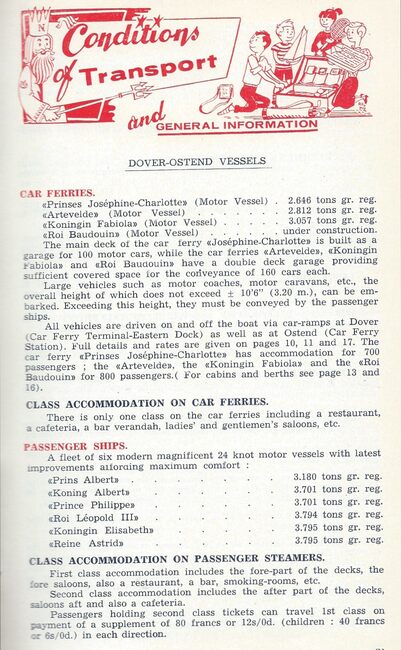 Conditions
of Transport
and GENERAL INFORMATION
N
DOVER-OSTEND VESSELS
CAR FERRIES.
«Prinses Joséphine-Charlotte» (Motor Vessel) . 2.646 tons gr. reg.
«Artevelde» (Motor Vessel) . . . . . . . 2.812 tons gr. reg.
«Koningin Fabiola» (Motor Vessel) . . . . 3.057 tons gr. reg.
«Roi Baudouin» (Motor Vessel) . . . . . under construction.
The main deck of the car ferry «Joséphine-Charlotte» is built as a
garage for 100 motor cars, while the car ferries «Artevelde», «Koningin
Fabiola» and «Roi Baudouin» have a double deck garage providing
sufficient covered space for the conveyance of 160 cars each.
Large vehicles such as motor coaches, motor caravans, etc., the
overall height of which does not exceed ± 10'6" (3.20 m.), can be em-
barked. Exceeding this height, they must be conveyed by the passenger
ships.
All vehicles are driven on and off the boat via car-ramps at Dover
(Car Ferry Terminal-Eastern Dock) as well as at Ostend (Car Ferry
Station). Full details and rates are given on pages 10, 11 and 17. The
car ferry «Prinses Joséphine-Charlotte» has accommodation for 700
passengers ; the «Artevelde», the «Koningin Fabiola» and the «Roi
Baudouin» for 800 passengers.( For cabins and berths see page 13 and
16).
CLASS ACCOMMODATION ON CAR FERRIES.
There is only one class on the car ferries including a restaurant,
a cafeteria, a bar verandah, ladies' and gentlemen's saloons, etc.
PASSENGER SHIPS.
A fleet of six modern magnificent 24 knot motor vessels with latest
improvements affording maximum comfort :
«Prins Albert» . . . . . . 3.180 tons gr. reg.
«Koning Albert» . . . . . . 3.701 tons gr. reg.
«Prince Philippe» . . . . . . 3.701 tons gr. reg.
«Roi Léopold III» . . . . . . 3.794 tons gr. reg.
«Koningin Elisabeth» . . . . . 3.795 tons gr. reg.
«Reine Astrid» . . . . . . 3.795 tons gr. reg.
CLASS ACCOMMODATION ON PASSENGER STEAMERS.
First class accommodation includes the fore-part of the decks, the
fore saloons, also a restaurant, a bar, smoking-rooms, etc.
Second class accommodation includes the after part of the decks,
saloons aft and also a cafeteria.
Passengers holding second class tickets can travel 1st class on
payment of a supplement of 80 francs or 12s/0d. (children : 40 francs
or 6s/0d.) in each direction.